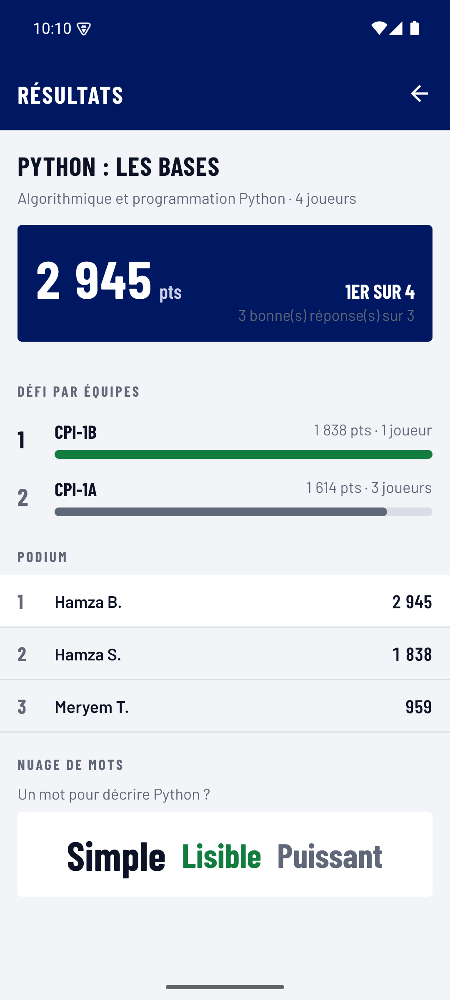 10:10
RÉSULTATS
PYTHON : LES BASES
Algorithmique et programmation Python · 4 joueurs
2 945 pts
1ER SUR 4
3 bonne(s) réponse(s) sur 3
DÉFI PAR ÉQUIPES
1 CPI-1B 1 838 pts · 1 joueur
2 CPI-1A 1 614 pts · 3 joueurs
PODIUM
1 Hamza B. 2 945
2 Hamza S. 1 838
3 Meryem T. 959
NUAGE DE MOTS
Un mot pour décrire Python ?
Simple Lisible Puissant